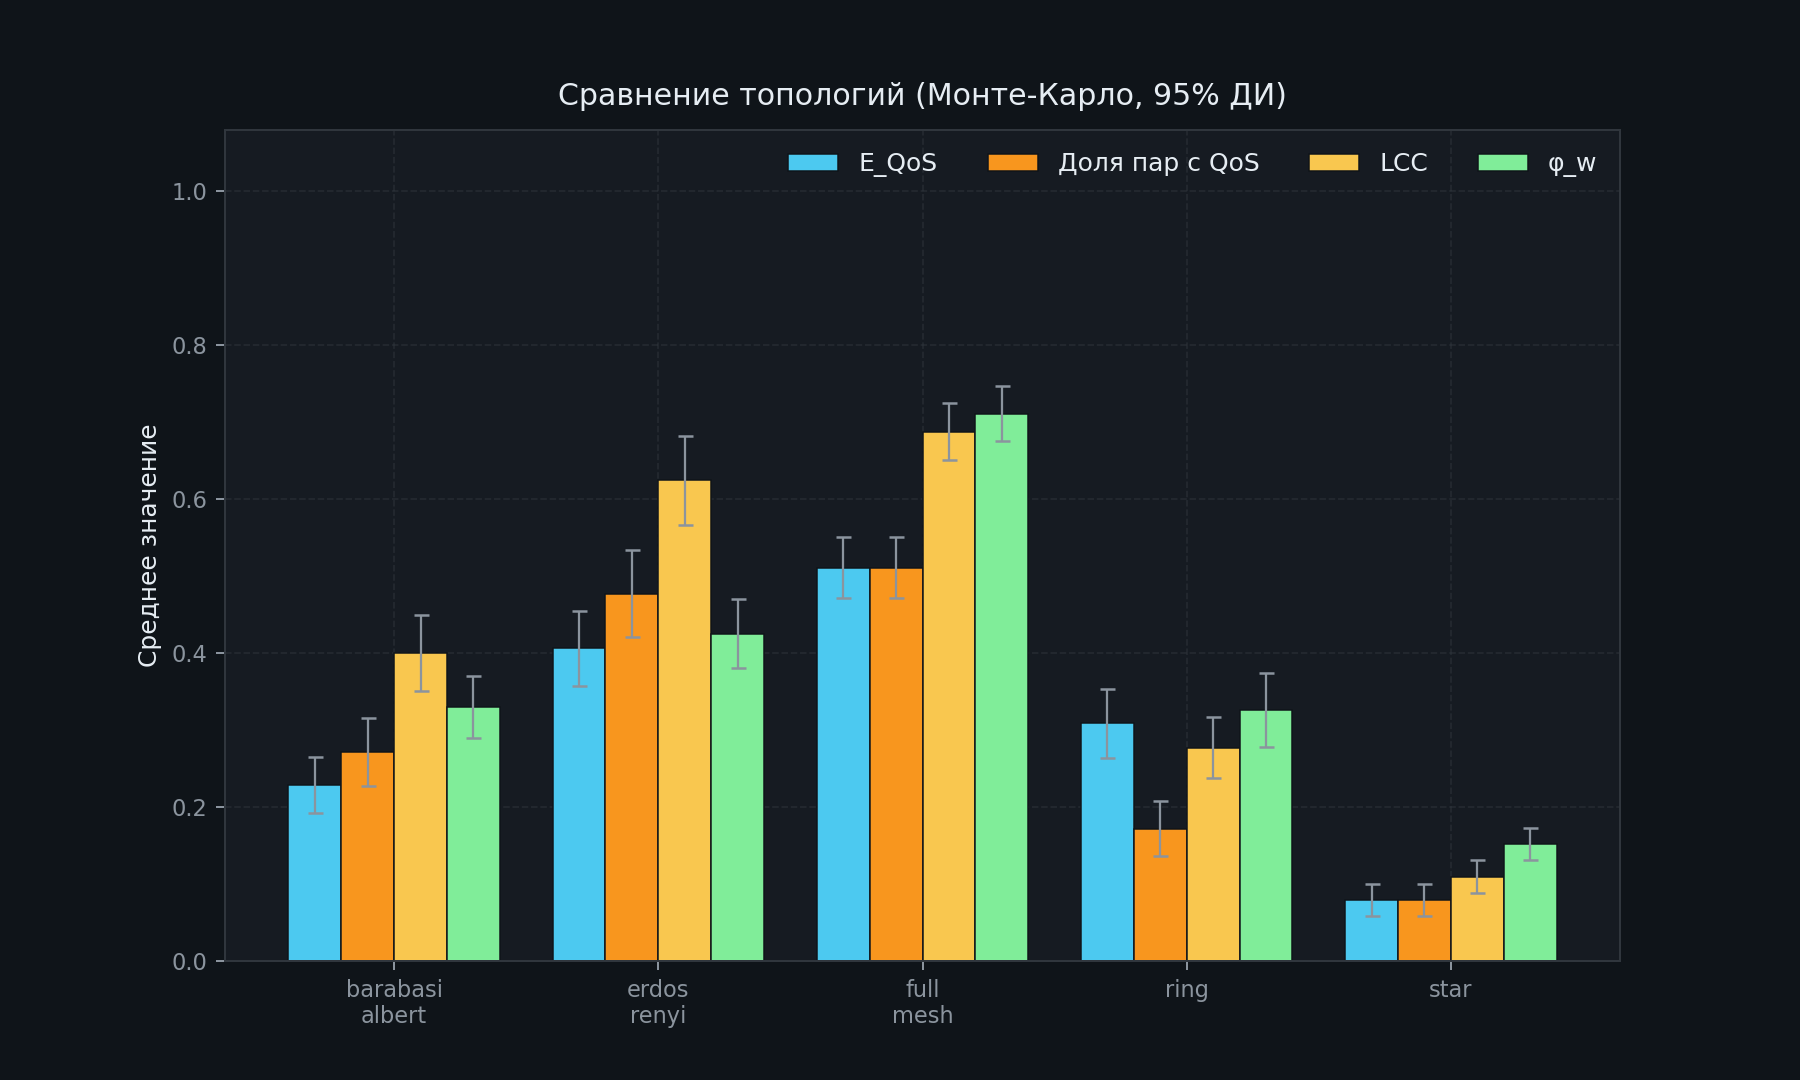 Сравнение топологий (Монте-Карло, 95% ДИ)
E_QoS
Доля пар с QoS
LCC
φ_w
Среднее значение
1.0
0.8
0.6
0.4
0.2
0.0
barabasi
albert
erdos
renyi
full
mesh
ring
star